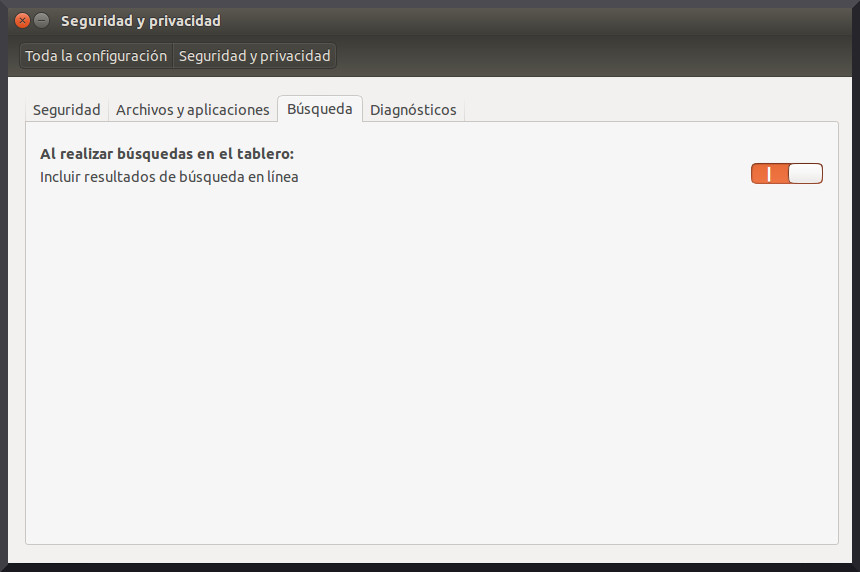 Seguridad y privacidad
Toda la configuración Seguridad y privacidad
Seguridad Archivos y aplicaciones Búsqueda Diagnósticos
Al realizar búsquedas en el tablero:
Incluir resultados de búsqueda en línea